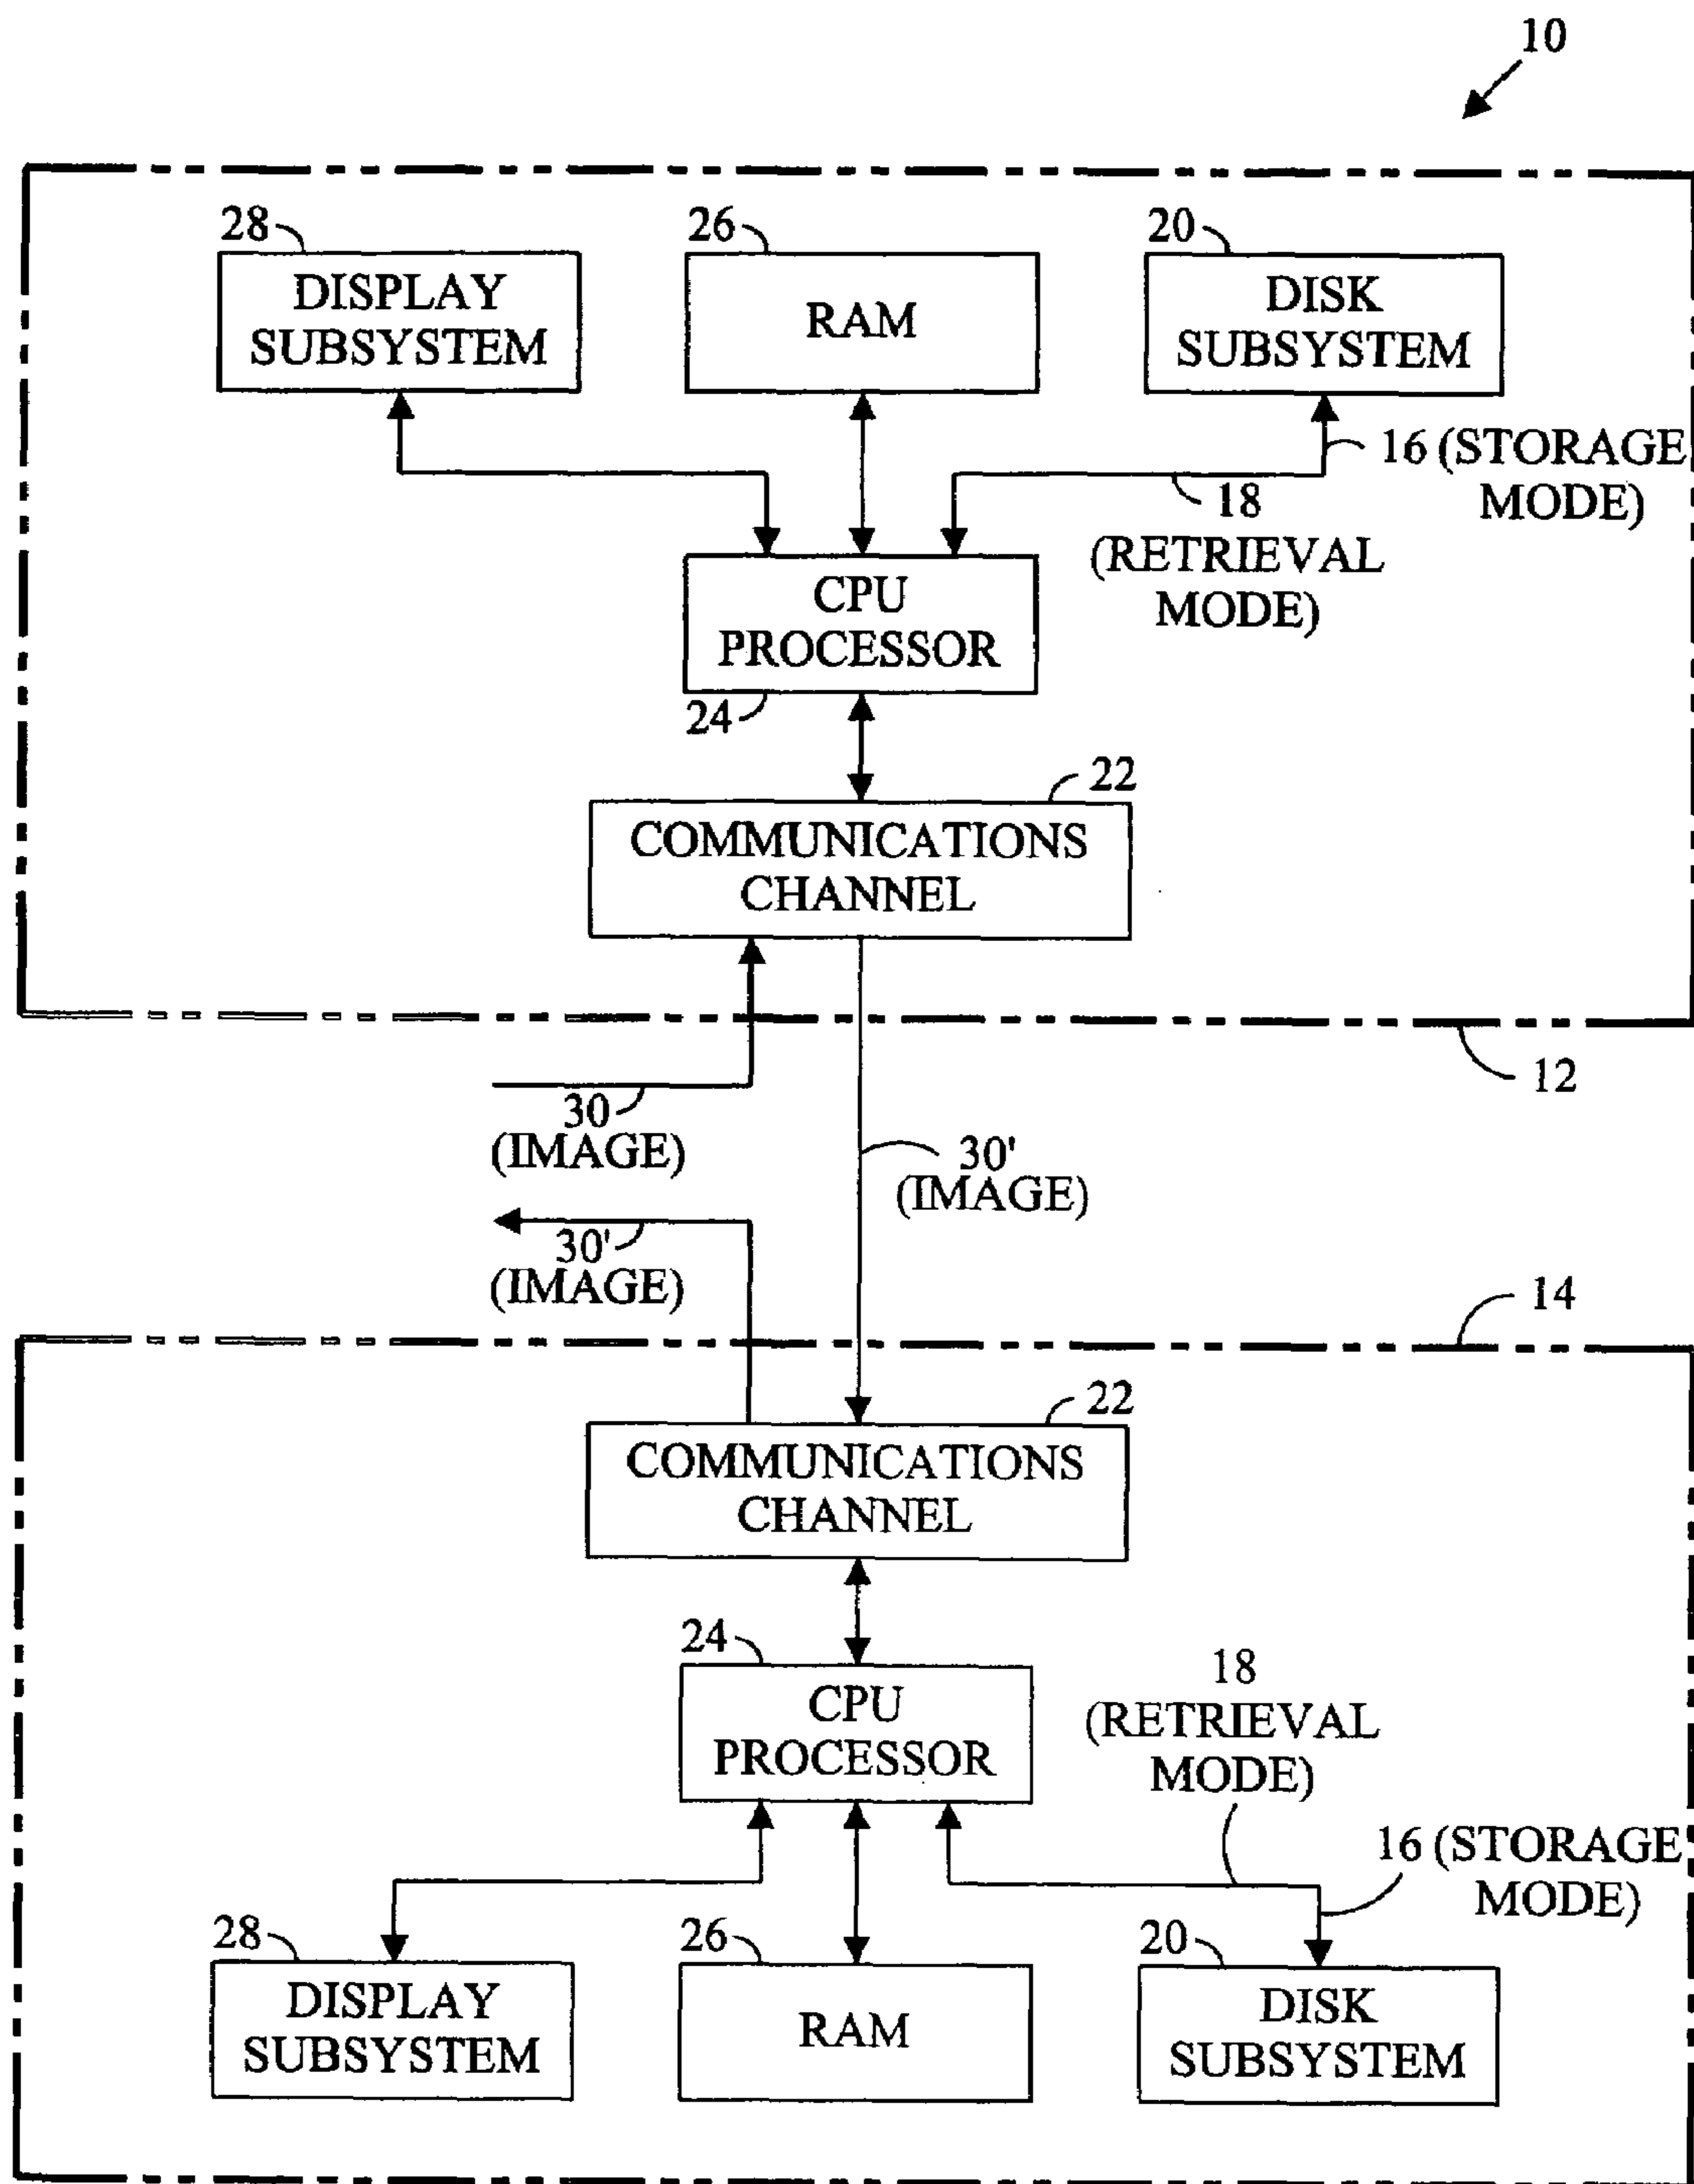 10
28
26
20
DISPLAY
SUBSYSTEM
RAM
DISK
SUBSYSTEM
16 (STORAGE
MODE)
18
(RETRIEVAL
MODE)
CPU
PROCESSOR
24
22
COMMUNICATIONS
CHANNEL
12
30
(IMAGE)
30'
(IMAGE)
30'
(IMAGE)
14
22
COMMUNICATIONS
CHANNEL
24
CPU
PROCESSOR
18
(RETRIEVAL
MODE)
16 (STORAGE
MODE)
28
26
20
DISPLAY
SUBSYSTEM
RAM
DISK
SUBSYSTEM